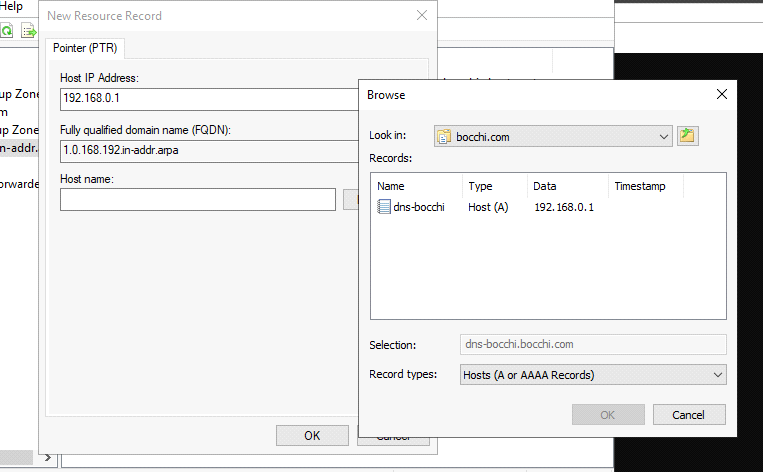 Help
New Resource Record
Pointer (PTR)
Host IP Address:
192.168.0.1
Fully qualified domain name (FQDN):
1.0.168.192.in-addr.arpa
Host name:
OK
Cancel
up Zone
m
up Zone
n-addr.
orwarde
Browse
Look in:
bocchi.com
Records:
Name Type Data Timestamp
dns-bocchi Host (A) 192.168.0.1
Selection:
dns-bocchi.bocchi.com
Record types:
Hosts (A or AAAA Records)
OK
Cancel